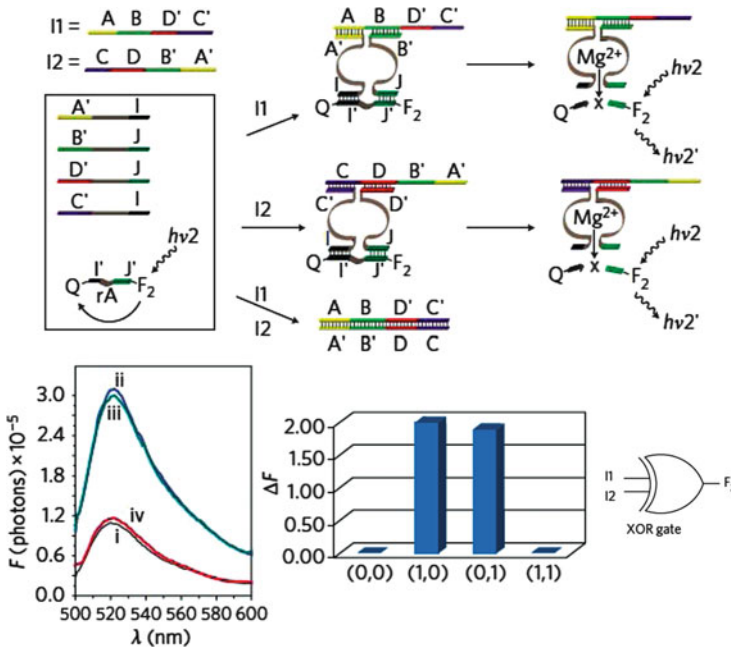 I1 = A B D' C'
I2 = C D B' A'
A' I
B' J
D' J
C' I
hν2
I' J'
Q rA F2
I1
A B D' C'
A' B'
I J
Q I' J' F2
Mg2+
Q X F2
hν2
hν2'
I2
C D B' A'
C' D'
I J
Q I' J' F2
Mg2+
Q X F2
hν2
hν2'
I1
I2
A B D' C'
A' B' D C
F (photons) × 10-5
3.0
2.4
1.8
1.2
0.6
0.0
ii
iii
iv
i
500 520 540 560 580 600
λ (nm)
ΔF
2.00
1.50
1.00
0.50
0.00
(0,0) (1,0) (0,1) (1,1)
I1
I2
F
XOR gate